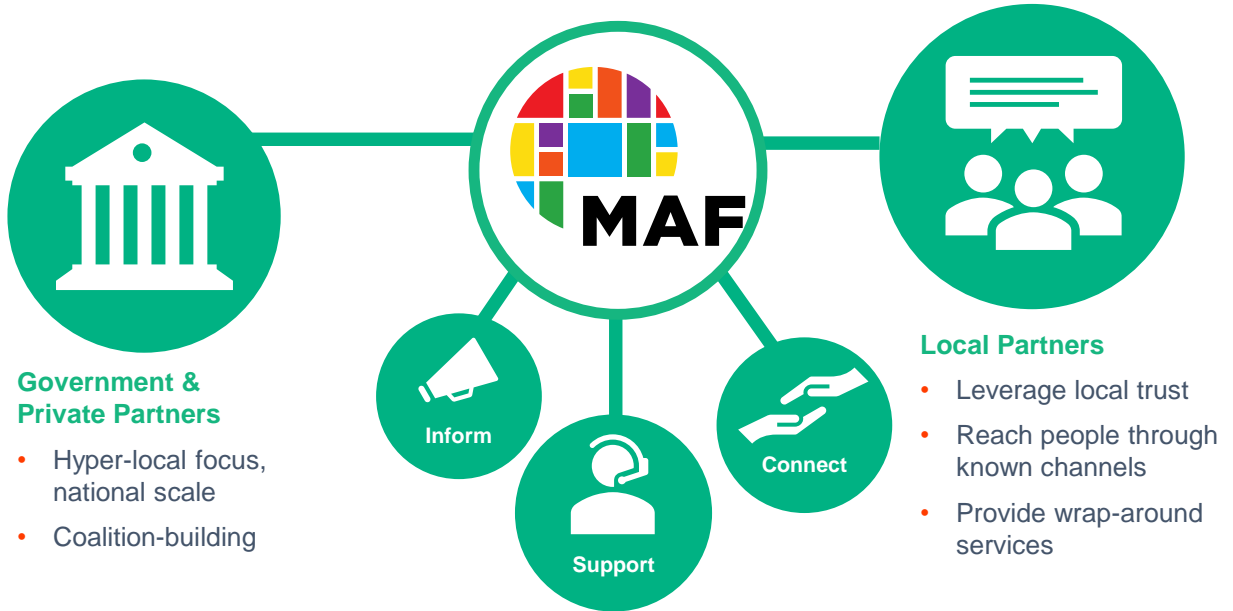 MAF
Government &
Private Partners
• Hyper-local focus,
national scale
• Coalition-building
Inform
Support
Connect
Local Partners
• Leverage local trust
• Reach people through
known channels
• Provide wrap-around
services